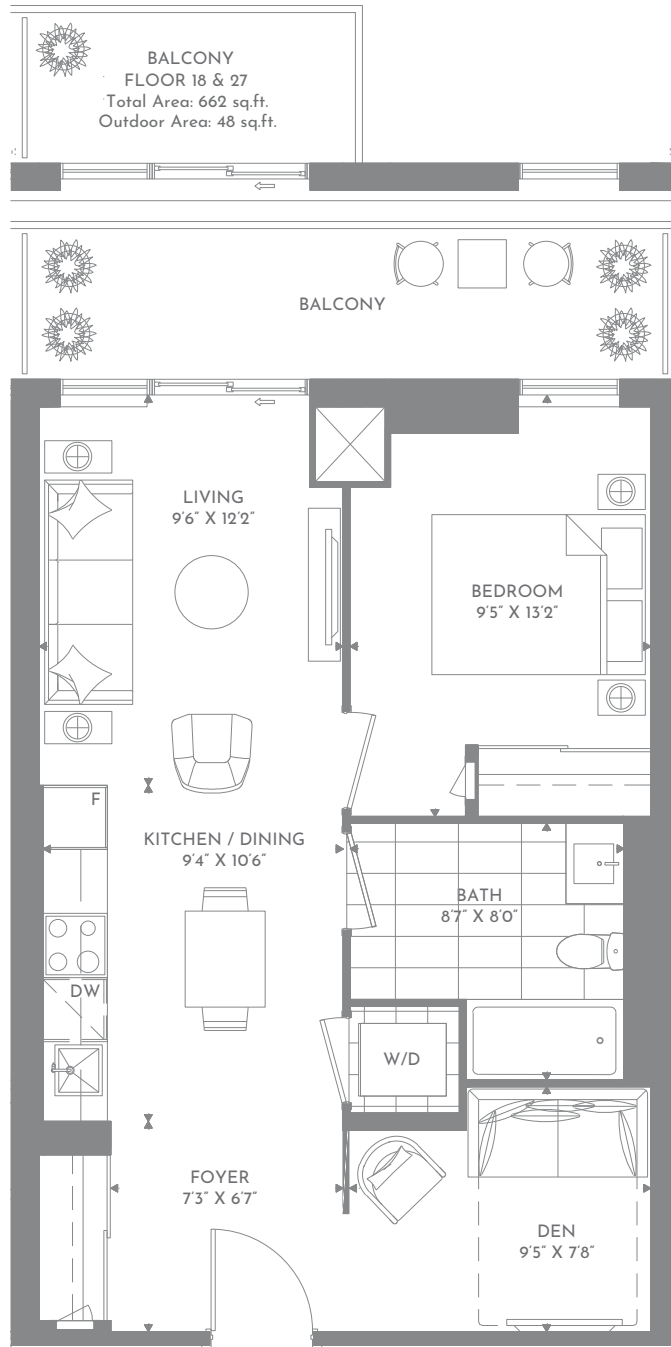 BALCONY
FLOOR 18 & 27
Total Area: 662 sq.ft.
Outdoor Area: 48 sq.ft.
BALCONY
LIVING
9'6" X 12'2"
BEDROOM
9'5" X 13'2"
F
KITCHEN / DINING
9'4" X 10'6"
BATH
8'7" X 8'0"
DW
W/D
FOYER
7'3" X 6'7"
DEN
9'5" X 7'8"